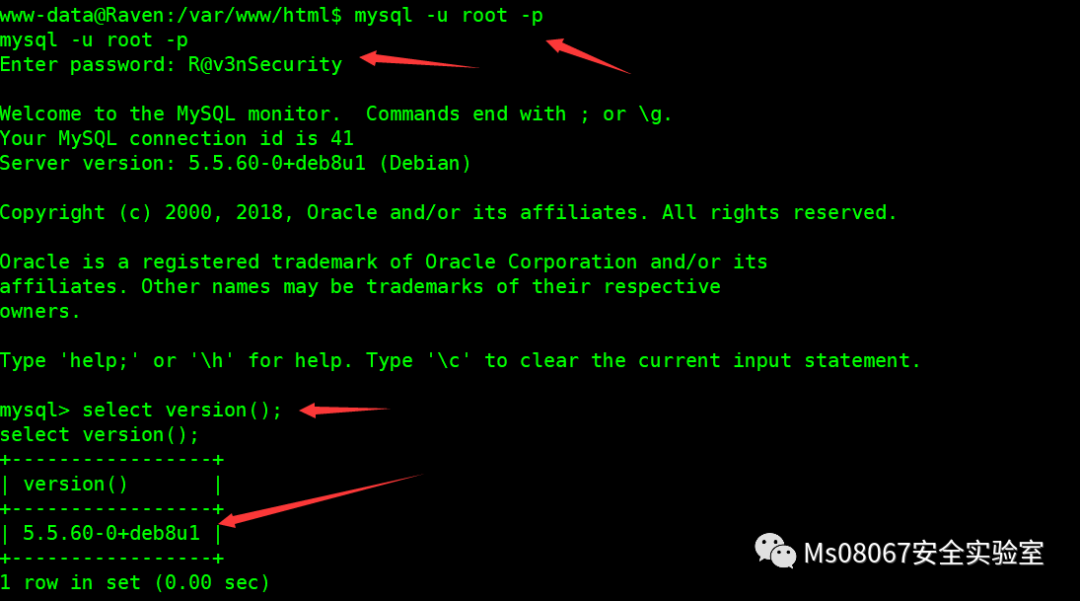 www-data@Raven:/var/www/html$ mysql -u root -p
mysql -u root -p
Enter password: R@v3nSecurity
Welcome to the MySQL monitor.  Commands end with ; or \g.
Your MySQL connection id is 41
Server version: 5.5.60-0+deb8u1 (Debian)
Copyright (c) 2000, 2018, Oracle and/or its affiliates. All rights reserved.
Oracle is a registered trademark of Oracle Corporation and/or its
affiliates. Other names may be trademarks of their respective
owners.
Type 'help;' or '\h' for help. Type '\c' to clear the current input statement.
mysql> select version();
select version();
+-----------------+
| version()       |
+-----------------+
| 5.5.60-0+deb8u1 |
+-----------------+
1 row in set (0.00 sec)
Ms08067安全实验室